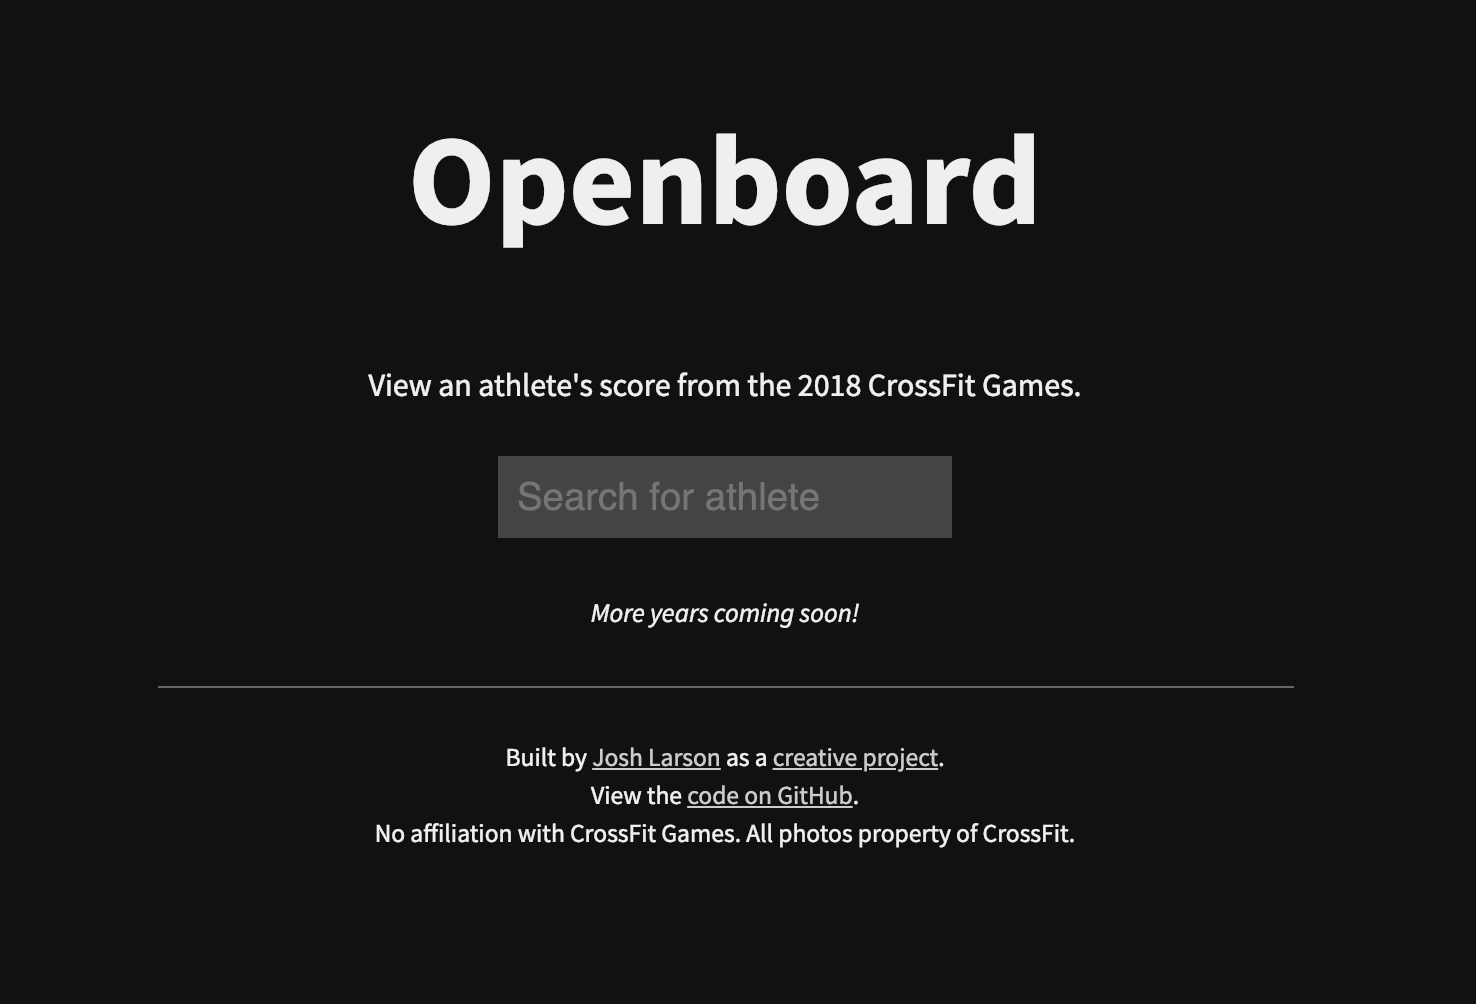 Openboard
View an athlete's score from the 2018 CrossFit Games.
Search for athlete
More years coming soon!
Built by Josh Larson as a creative project.
View the code on GitHub.
No affiliation with CrossFit Games. All photos property of CrossFit.